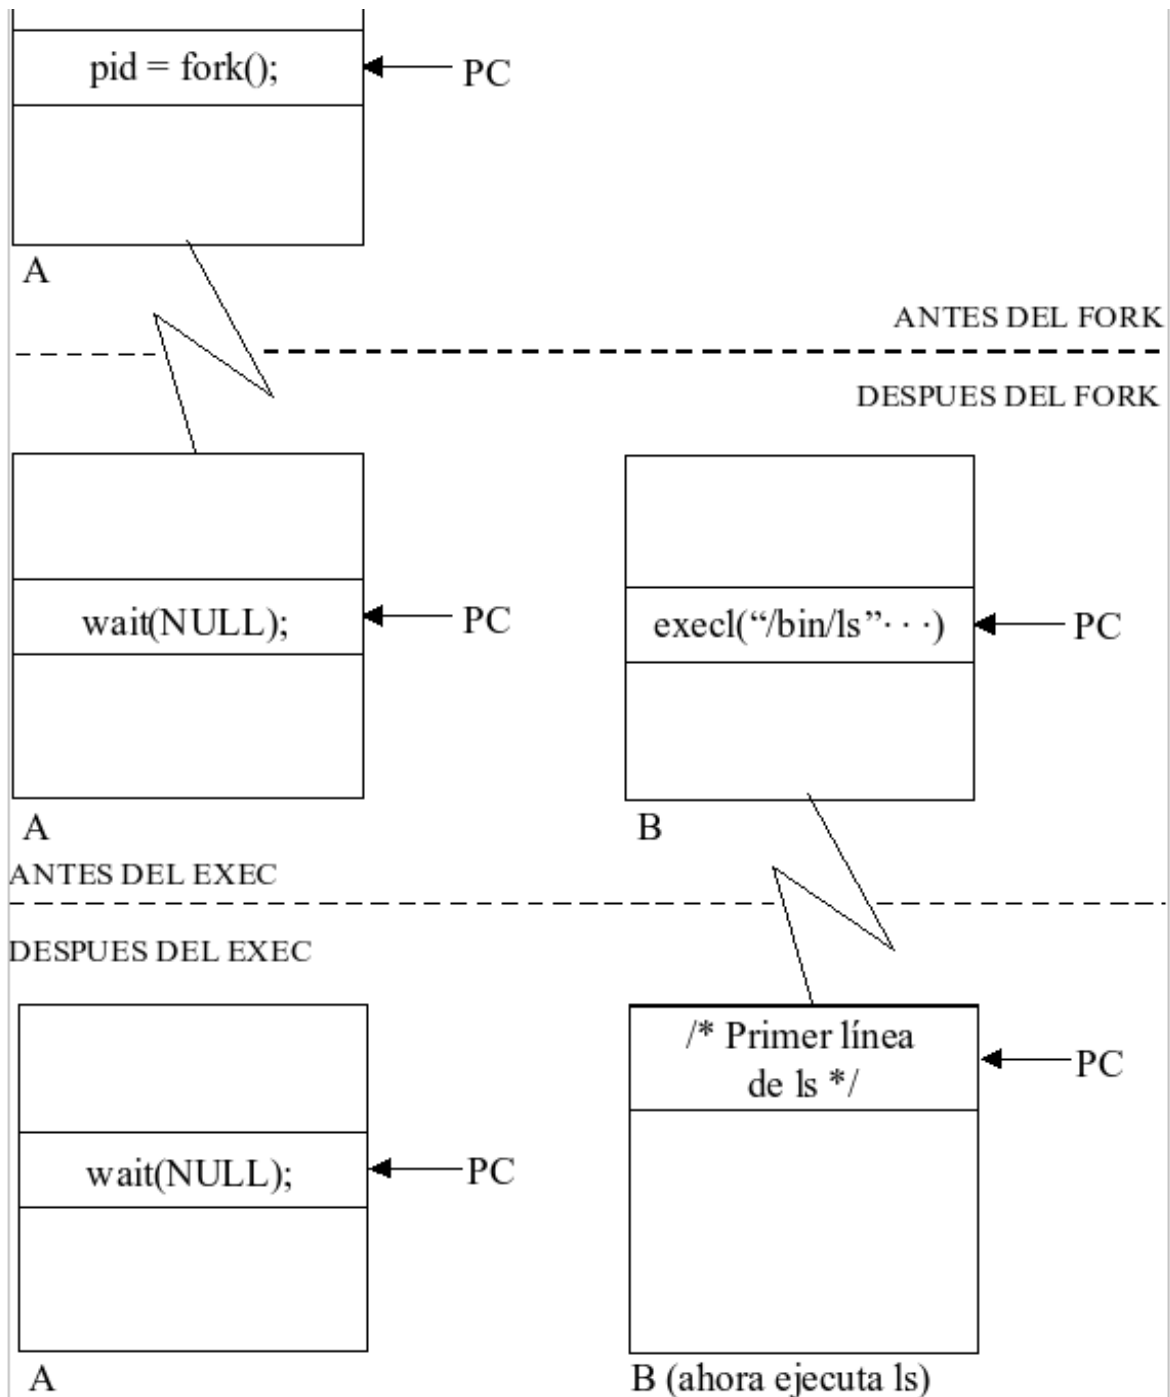 pid = fork();
PC
A
ANTES DEL FORK
DESPUES DEL FORK
wait(NULL);
PC
execl(“/bin/ls”· · ·)
PC
A
B
ANTES DEL EXEC
DESPUES DEL EXEC
/* Primer línea
de ls */
PC
wait(NULL);
PC
A
B (ahora ejecuta ls)